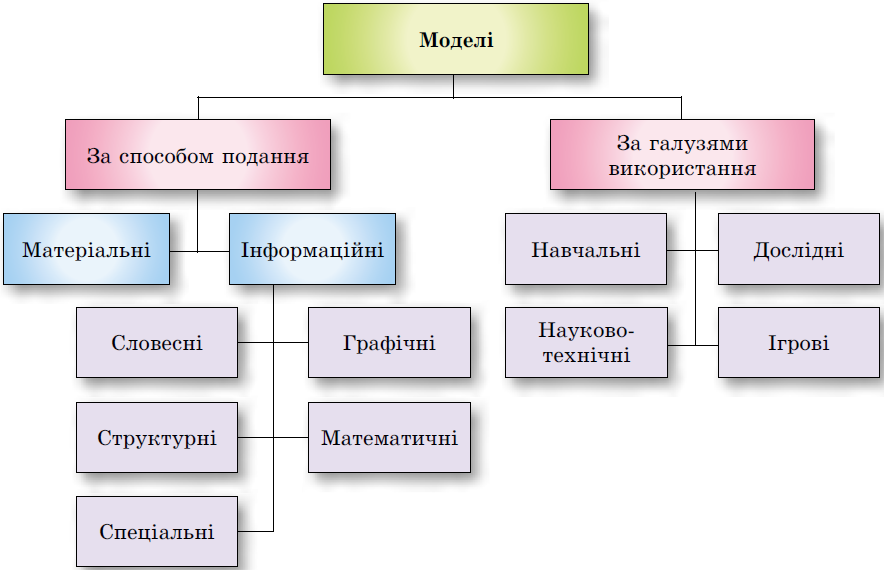 Моделі
За способом подання
За галузями
використання
Матеріальні
Інформаційні
Навчальні
Дослідні
Словесні
Графічні
Науково-
технічні
Ігрові
Структурні
Математичні
Спеціальні